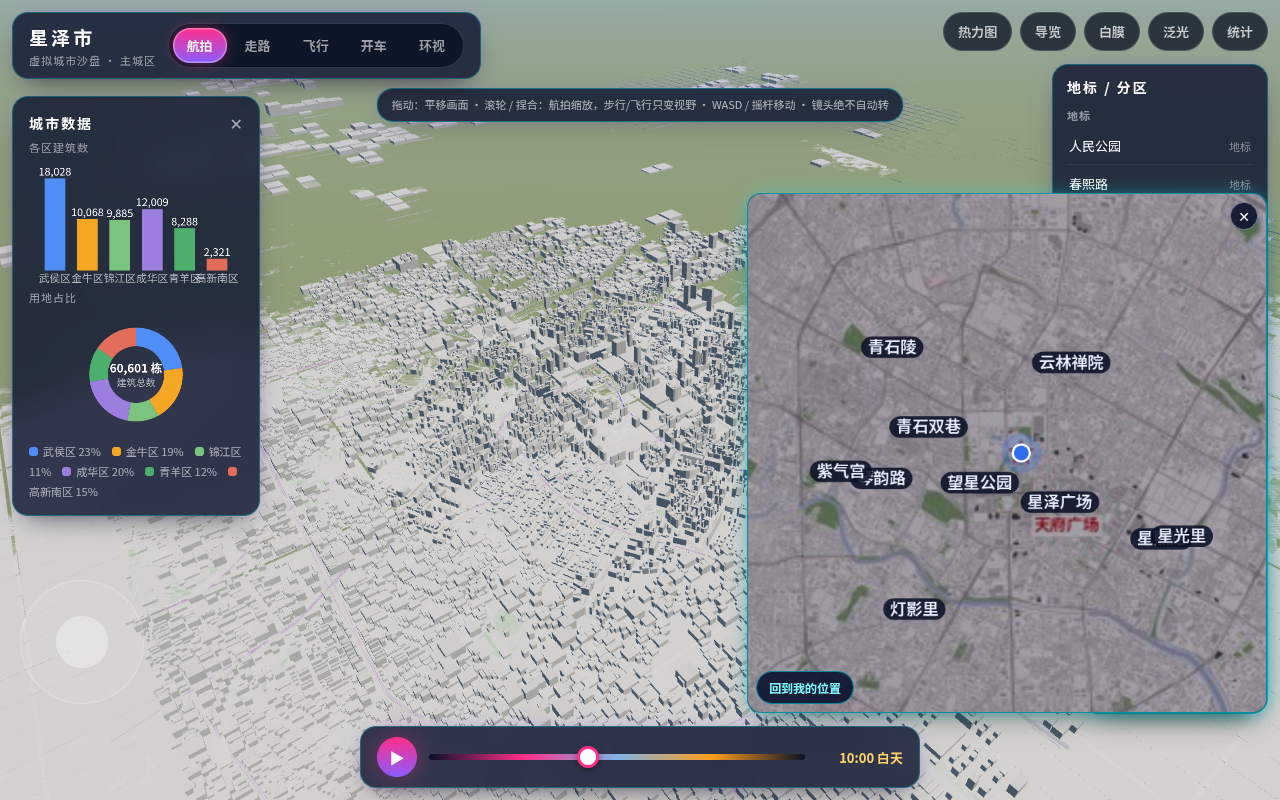 星泽市
虚拟城市沙盘 · 主城区
航拍
走路
飞行
开车
环视
热力图
导览
白膜
泛光
统计
拖动：平移画面 · 滚轮 / 捏合：航拍缩放，步行/飞行只变视野 · WASD / 摇杆移动 · 镜头绝不自动转
城市数据
各区建筑数
18,028
10,068
9,885
12,009
8,288
2,321
武侯区
金牛区
锦江区
成华区
青羊区
高新南区
用地占比
60,601 栋
建筑总数
武侯区 23% 金牛区 19% 锦江区
11% 成华区 20% 青羊区 12%
高新南区 15%
地标 / 分区
地标
人民公园 地标
春熙路 地标
青石陵
云林禅院
青石双巷
紫气宫
韵路
望星公园
星泽广场
天府广场
星
星光里
灯影里
回到我的位置
10:00 白天